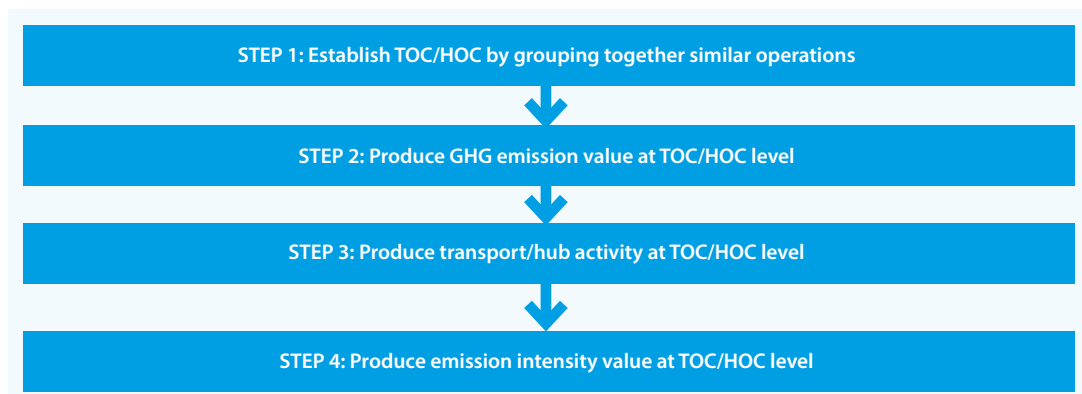 STEP 1: Establish TOC/HOC by grouping together similar operations
STEP 2: Produce GHG emission value at TOC/HOC level
STEP 3: Produce transport/hub activity at TOC/HOC level
STEP 4: Produce emission intensity value at TOC/HOC level